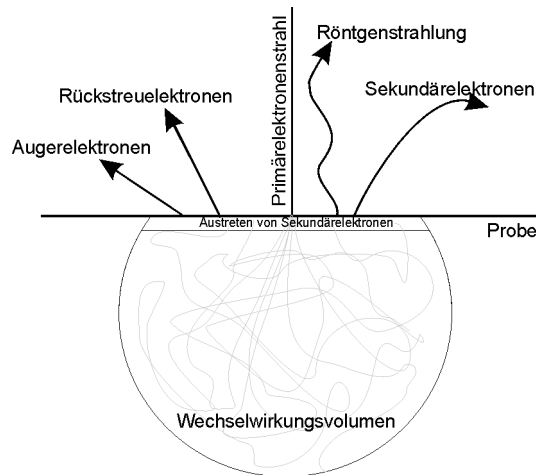 Röntgenstrahlung
Primärelektronenstrahl
Sekundärelektronen
Rückstreuelektronen
Augerelektronen
Austreten von Sekundärelektronen
Probe
Wechselwirkungsvolumen